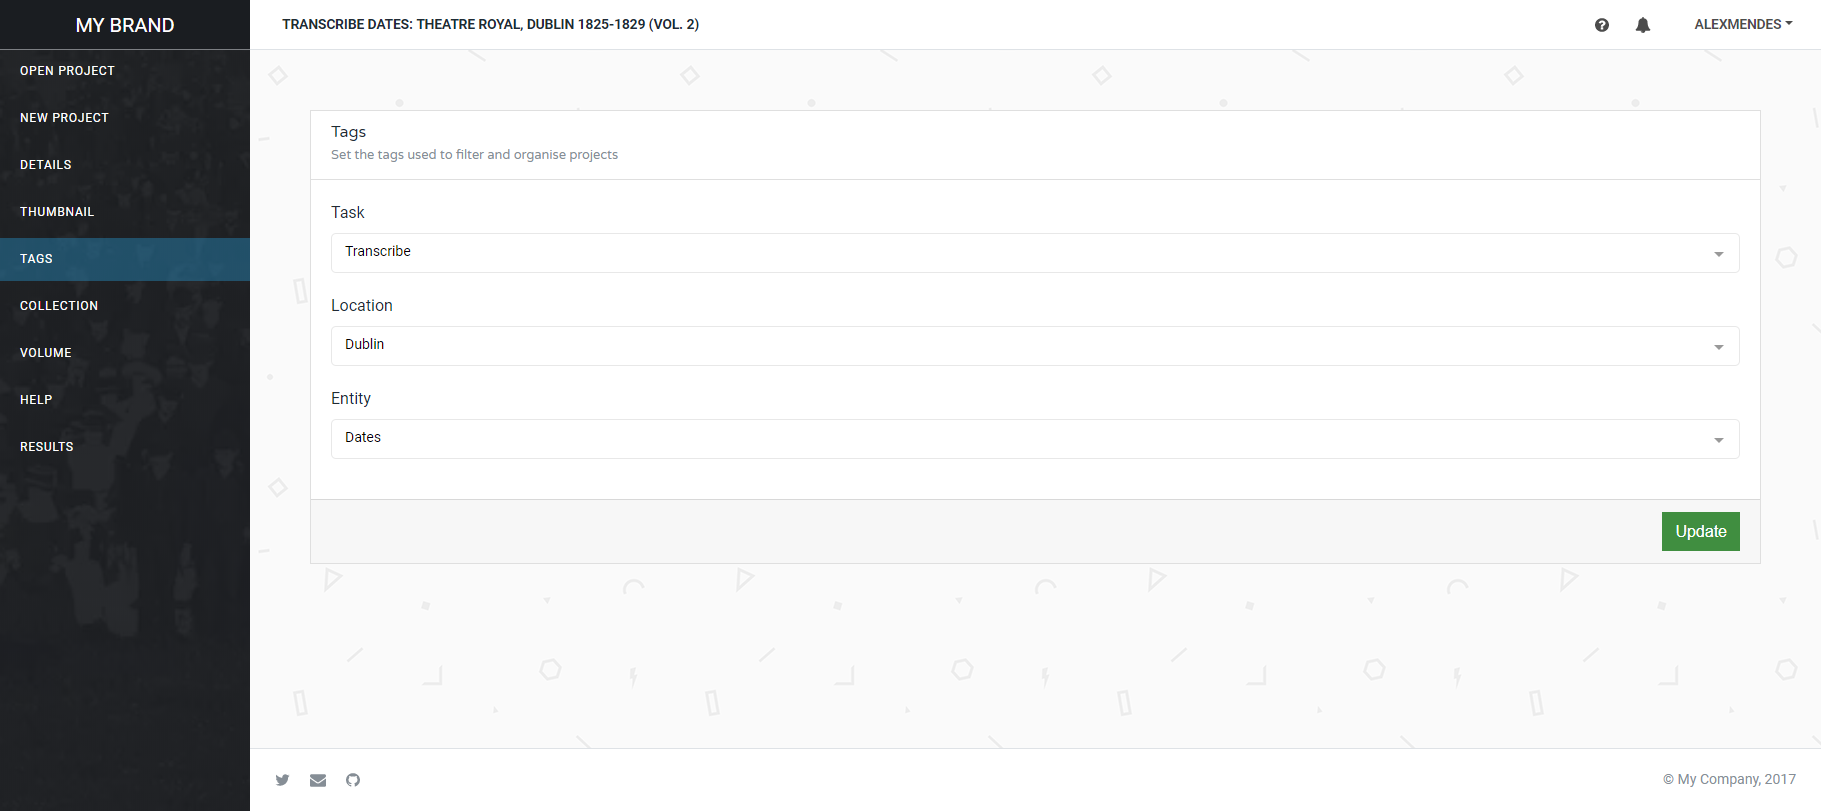 MY BRAND
TRANSCRIBE DATES: THEATRE ROYAL, DUBLIN 1825-1829 (VOL. 2)
ALEXMENDES
OPEN PROJECT
NEW PROJECT
DETAILS
THUMBNAIL
TAGS
COLLECTION
VOLUME
HELP
RESULTS
Tags
Set the tags used to filter and organise projects
Task
Transcribe
Location
Dublin
Entity
Dates
Update
© My Company, 2017